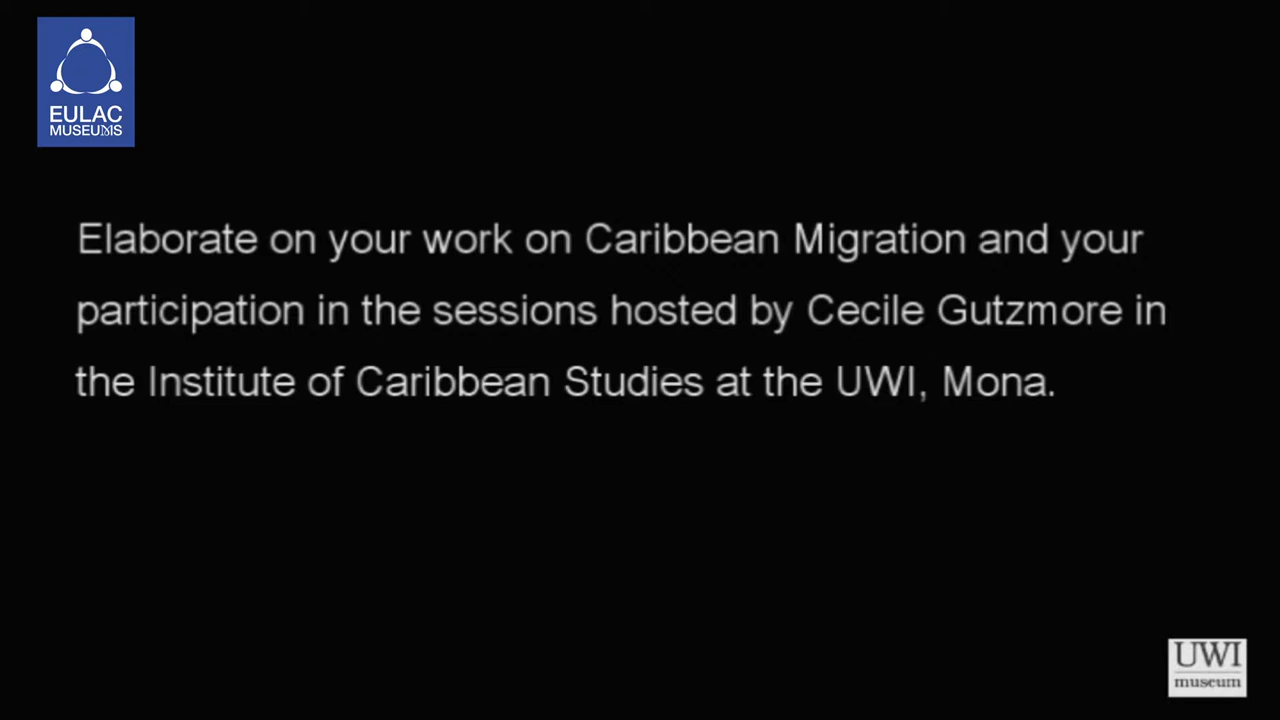 EULAC
MUSEUMS
Elaborate on your work on Caribbean Migration and your
participation in the sessions hosted by Cecile Gutzmore in
the Institute of Caribbean Studies at the UWI, Mona.
UWI
museum